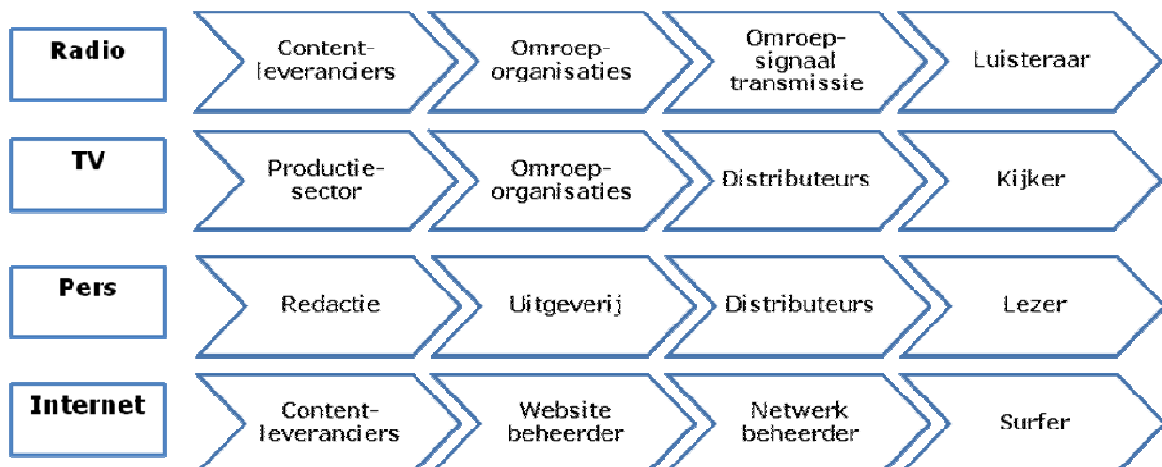 Radio
Content-
leveranciers
Omroep-
organisaties
Omroep-
signaal
transmissie
Luisteraar
TV
Productie-
sector
Omroep-
organisaties
Distributeurs
Kijker
Pers
Redactie
Uitgeverij
Distributeurs
Lezer
Internet
Content-
leveranciers
Website
beheerder
Netwerk
beheerder
Surfer